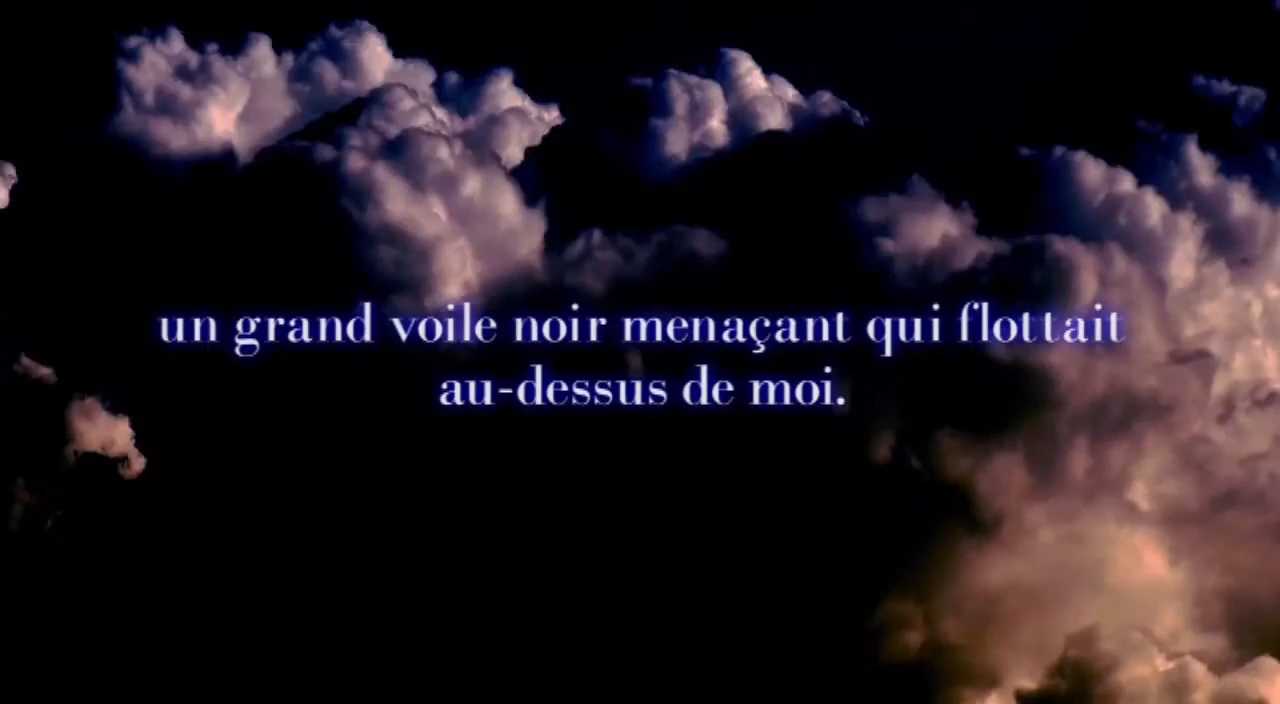 un grand voile noir menaçant qui flottait
au-dessus de moi.